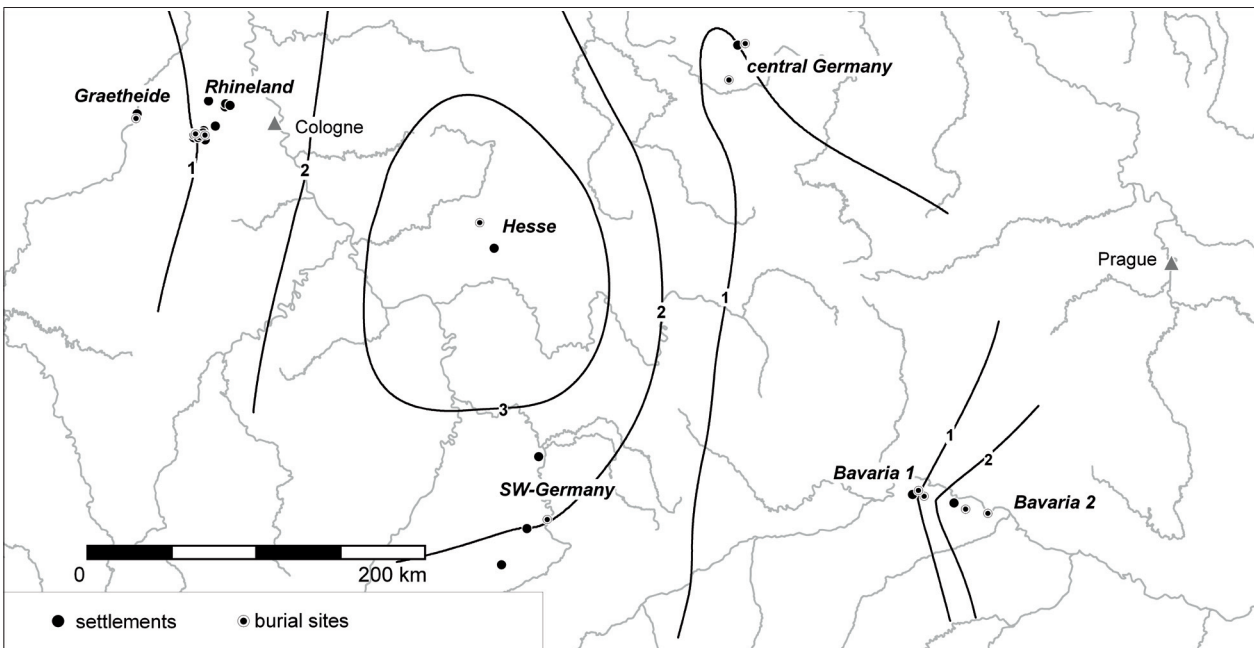 central Germany
Graetheide
Rhineland
Cologne
1
2
Hesse
Prague
2
1
3
1
2
SW-Germany
Bavaria 1
Bavaria 2
0
200 km
settlements
burial sites